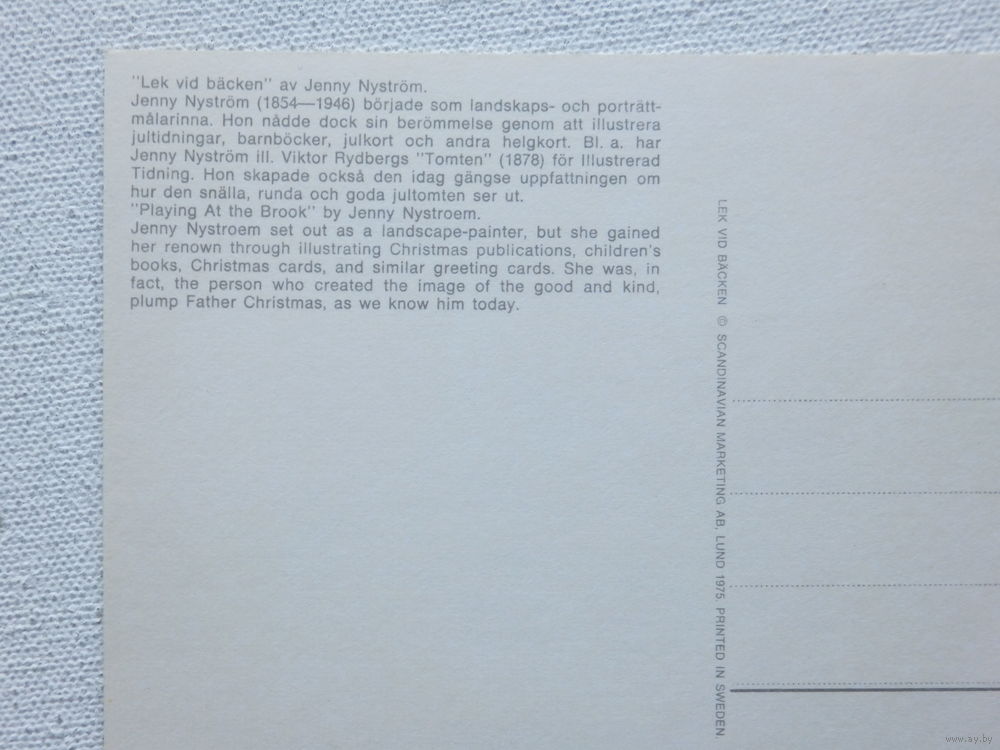 "Lek vid bäcken" av Jenny Nyström.
Jenny Nyström (1854—1946) började som landskaps- och porträtt-
målarinna. Hon nådde dock sin berömmelse genom att illustrera
jultidningar, barnböcker, julkort och andra helgkort. Bl. a. har
Jenny Nyström ill. Viktor Rydbergs "Tomten" (1878) för Illustrerad
Tidning. Hon skapade också den idag gängse uppfattningen om
hur den snälla, runda och goda jultomten ser ut.
"Playing At the Brook" by Jenny Nystroem.
Jenny Nystroem set out as a landscape-painter, but she gained
her renown through illustrating Christmas publications, children's
books, Christmas cards, and similar greeting cards. She was, in
fact, the person who created the image of the good and kind,
plump Father Christmas, as we know him today.
LEK VID BÄCKEN © SCANDINAVIAN MARKETING AB, LUND 1975. PRINTED IN SWEDEN.
www.ay.by